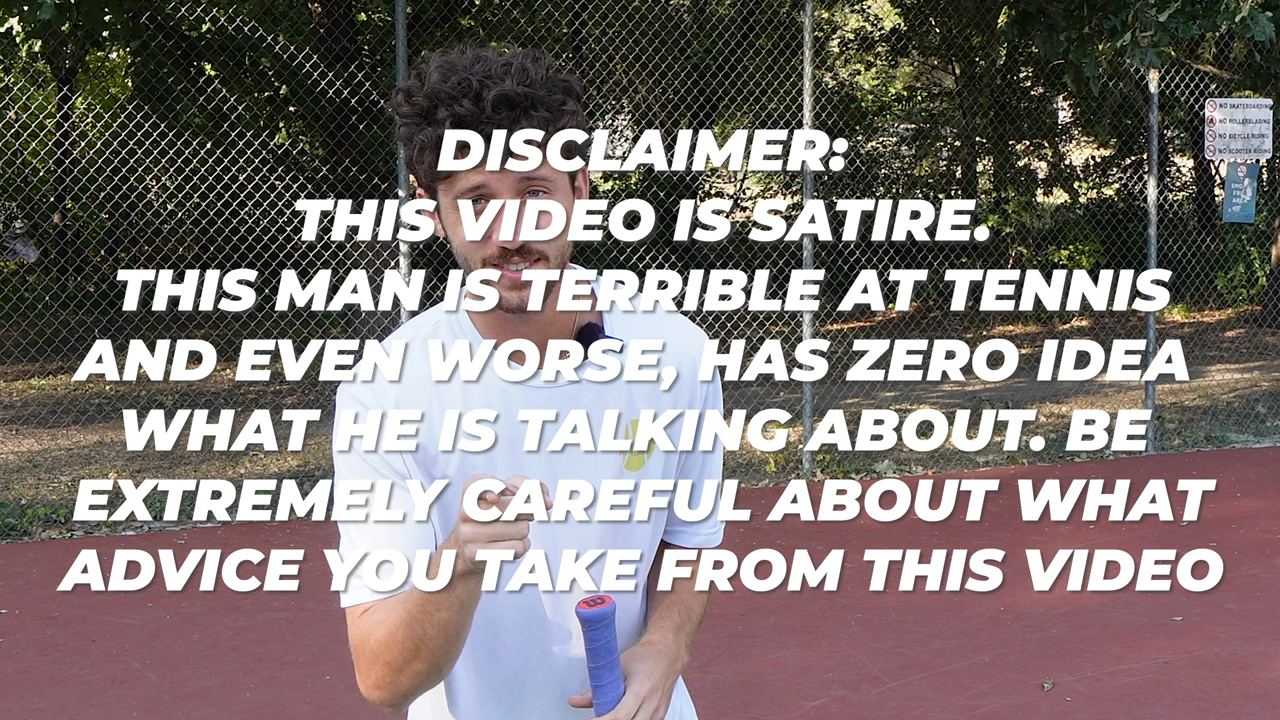 DISCLAIMER:
THIS VIDEO IS SATIRE.
THIS MAN IS TERRIBLE AT TENNIS
AND EVEN WORSE, HAS ZERO IDEA
WHAT HE IS TALKING ABOUT. BE
EXTREMELY CAREFUL ABOUT WHAT
ADVICE YOU TAKE FROM THIS VIDEO
NO SKATEBOARDING
NO ROLLERBLADING
NO BICYCLE RIDING
NO SCOOTER RIDING
W